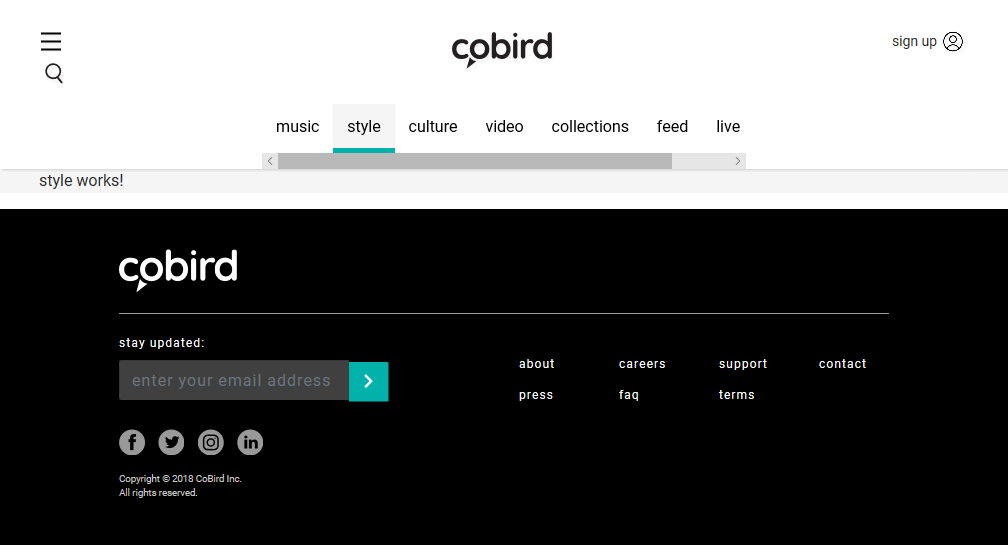 cobird
sign up
music style culture video collections feed live
style works!
cobird
stay updated:
enter your email address
about careers support contact
press faq terms
Copyright © 2018 CoBird Inc.
All rights reserved.